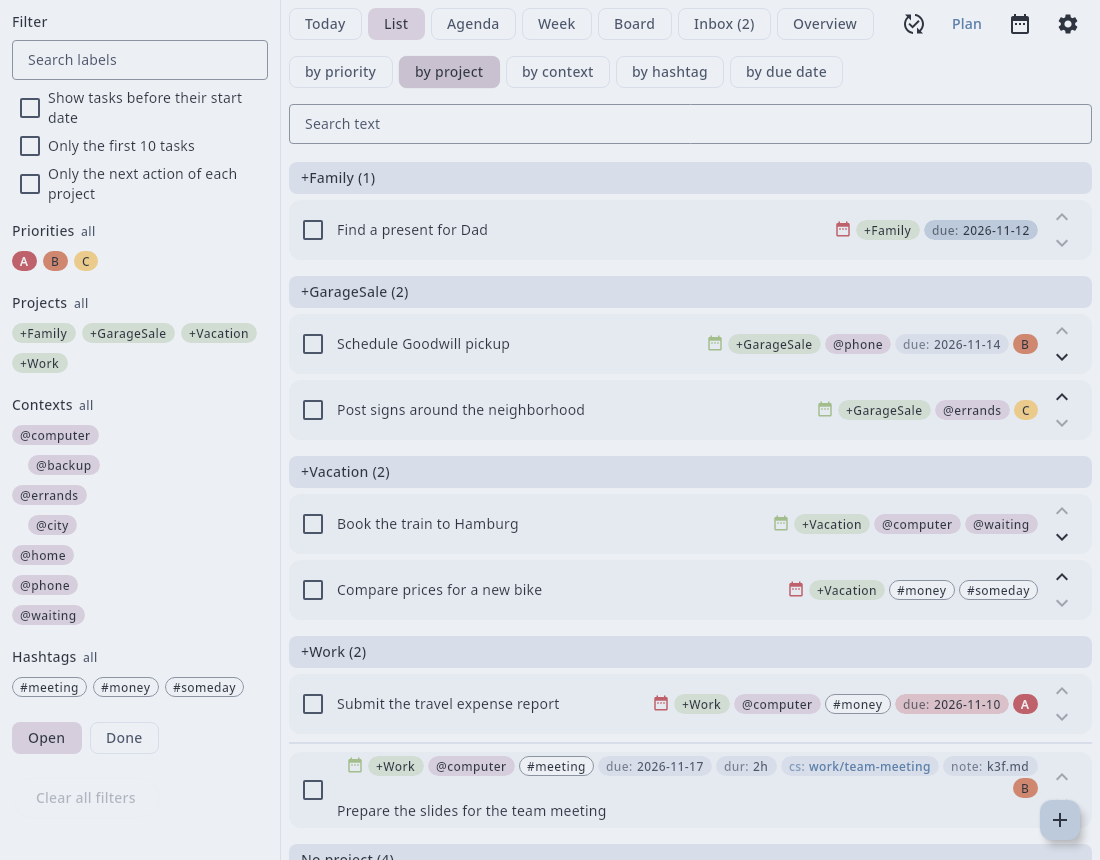 Filter
Search labels
Show tasks before their start
date
Only the first 10 tasks
Only the next action of each
project
Priorities all
A B C
Projects all
+Family +GarageSale +Vacation
+Work
Contexts all
@computer
@backup
@errands
@city
@home
@phone
@waiting
Hashtags all
#meeting #money #someday
Open Done
Clear all filters
Today List Agenda Week Board Inbox (2) Overview Plan
by priority by project by context by hashtag by due date
Search text
+Family (1)
Find a present for Dad +Family due: 2026-11-12
+GarageSale (2)
Schedule Goodwill pickup +GarageSale @phone due: 2026-11-14 B
Post signs around the neighborhood +GarageSale @errands C
+Vacation (2)
Book the train to Hamburg +Vacation @computer @waiting
Compare prices for a new bike +Vacation #money #someday
+Work (2)
Submit the travel expense report +Work @computer #money due: 2026-11-10 A
+Work @computer #meeting due: 2026-11-17 dur: 2h cs: work/team-meeting note: k3f.md
B
Prepare the slides for the team meeting
No project (4)